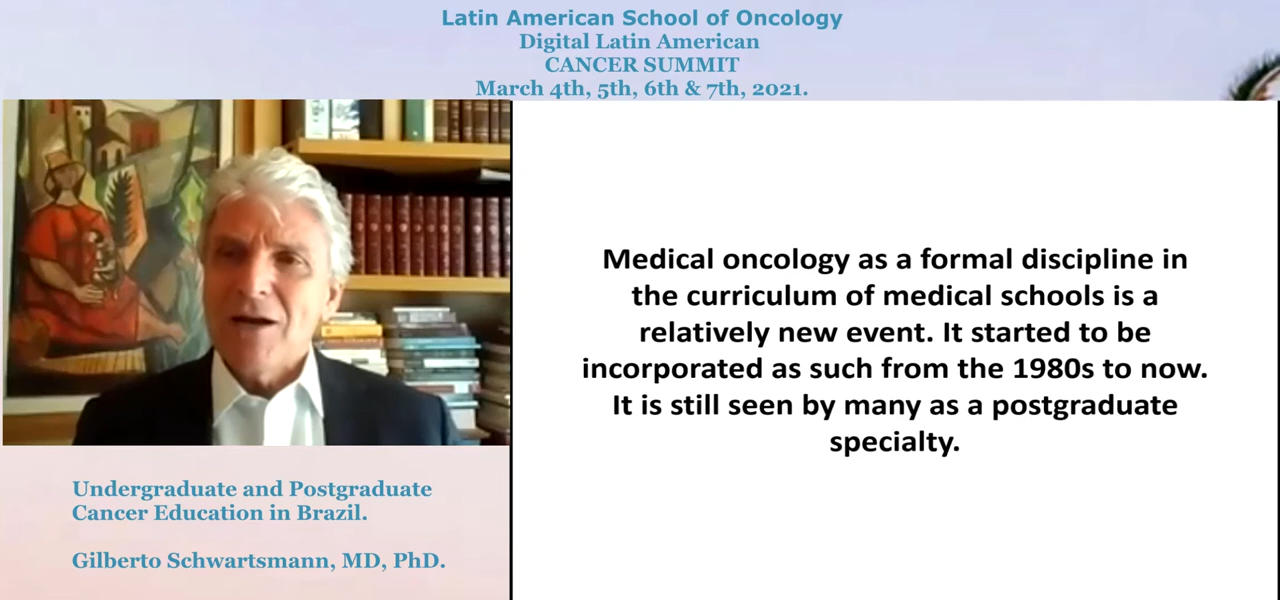 Latin American School of Oncology
Digital Latin American
CANCER SUMMIT
March 4th, 5th, 6th & 7th, 2021.
Medical oncology as a formal discipline in
the curriculum of medical schools is a
relatively new event. It started to be
incorporated as such from the 1980s to now.
It is still seen by many as a postgraduate
specialty.
Undergraduate and Postgraduate
Cancer Education in Brazil.
Gilberto Schwartsmann, MD, PhD.